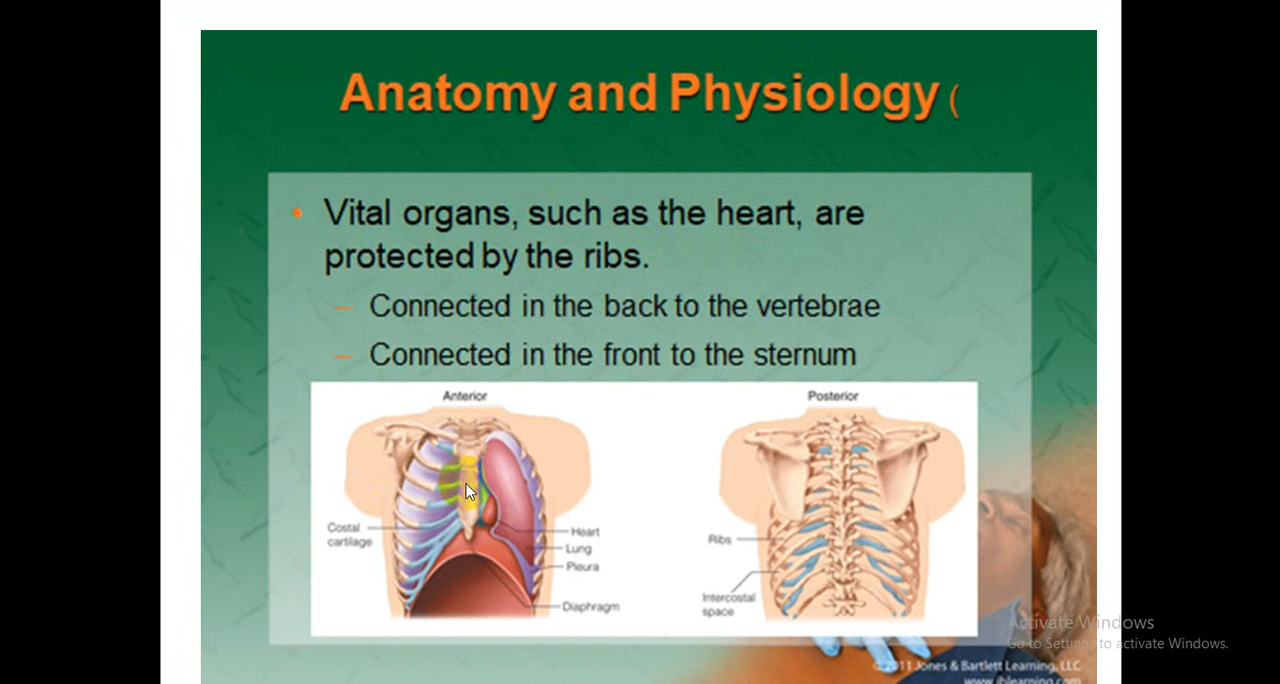 Anatomy and Physiology (
• Vital organs, such as the heart, are
protected by the ribs.
– Connected in the back to the vertebrae
– Connected in the front to the sternum
Anterior
Posterior
Costal
cartilage
Heart
Lung
Pleura
Diaphragm
Ribs
Intercostal
space
Activate Windows
Go to Settings to activate Windows.
© 2011 Jones & Bartlett Learning, LLC
www.jblearning.com